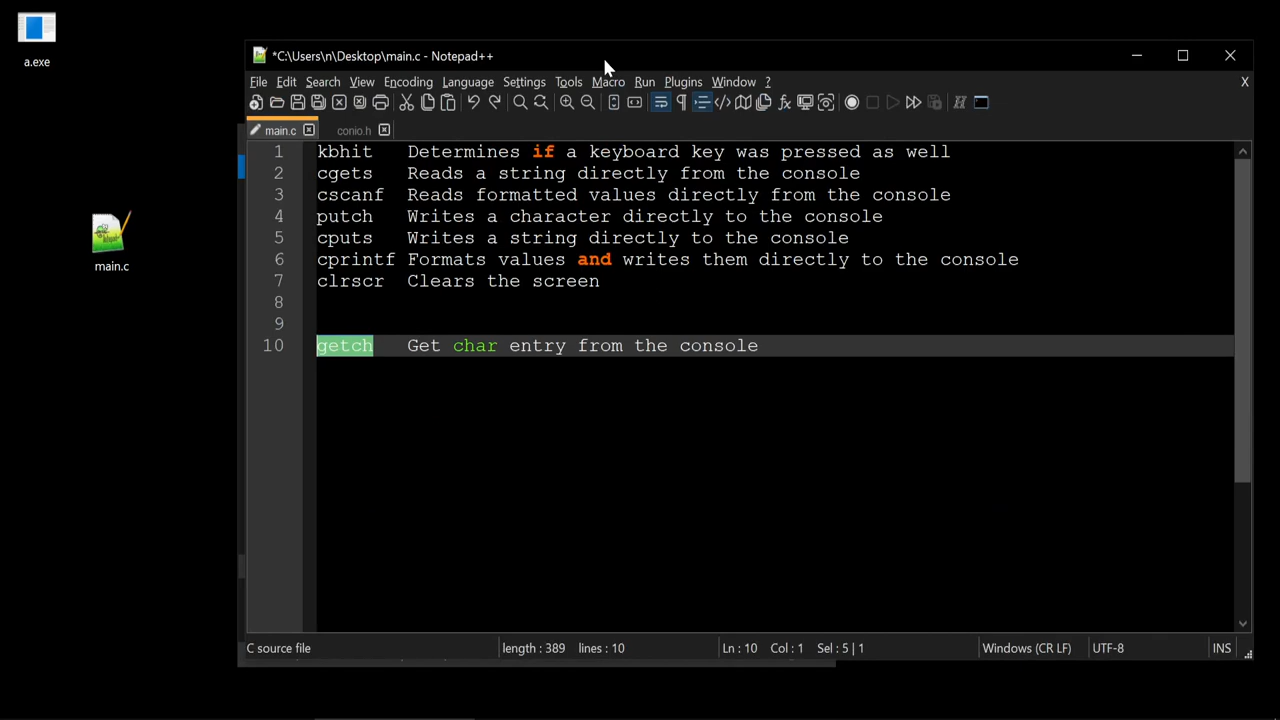 a.exe
main.c
*C:\Users\n\Desktop\main.c - Notepad++
File Edit Search View Encoding Language Settings Tools Macro Run Plugins Window ? X
main.c conio.h
1 kbhit Determines if a keyboard key was pressed as well
2 cgets Reads a string directly from the console
3 cscanf Reads formatted values directly from the console
4 putch Writes a character directly to the console
5 cputs Writes a string directly to the console
6 cprintf Formats values and writes them directly to the console
7 clrscr Clears the screen
8
9
10 getch Get char entry from the console
C source file length : 389 lines : 10 Ln : 10 Col : 1 Sel : 5 | 1 Windows (CR LF) UTF-8 INS